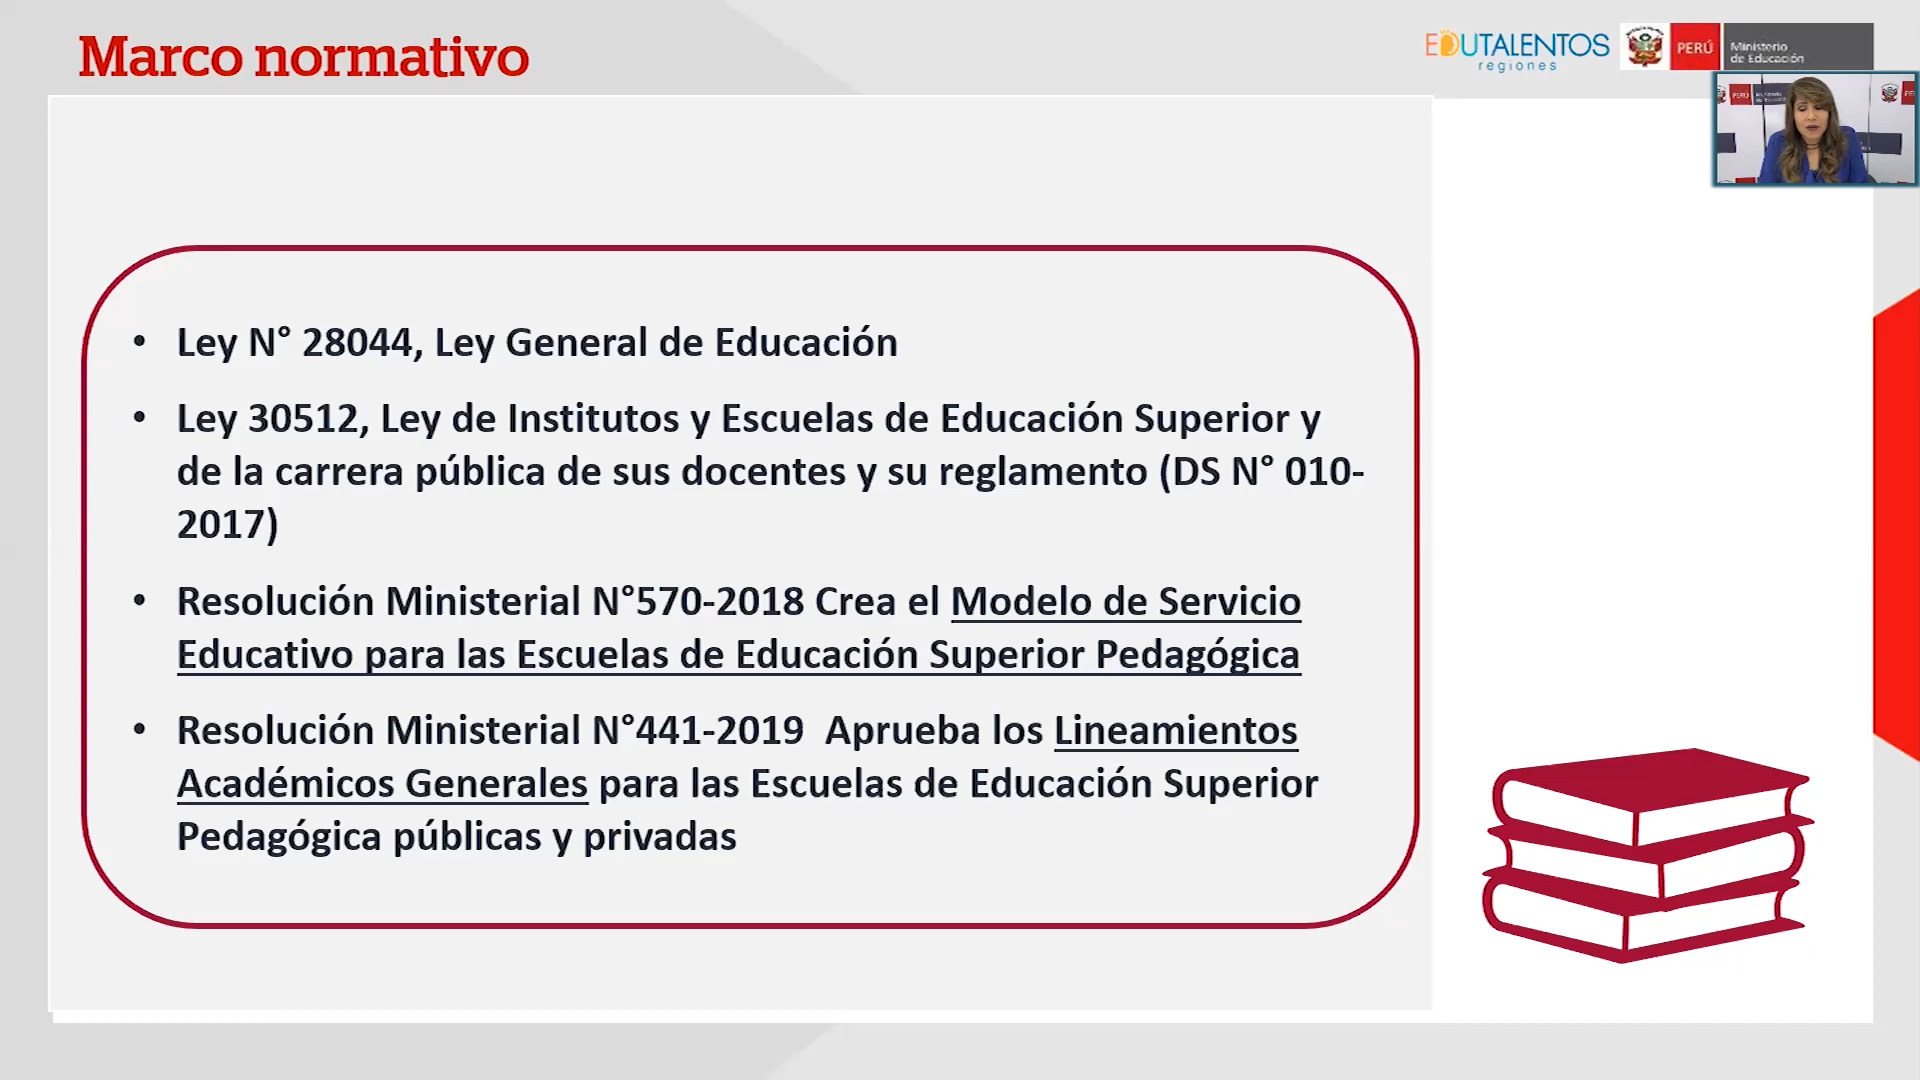 Marco normativo
EDUTALENTOS
regiones
PERÚ
Ministerio
de Educación
PERÚ
• Ley N° 28044, Ley General de Educación
• Ley 30512, Ley de Institutos y Escuelas de Educación Superior y
de la carrera pública de sus docentes y su reglamento (DS N° 010-
2017)
• Resolución Ministerial N°570-2018 Crea el Modelo de Servicio
Educativo para las Escuelas de Educación Superior Pedagógica
• Resolución Ministerial N°441-2019 Aprueba los Lineamientos
Académicos Generales para las Escuelas de Educación Superior
Pedagógica públicas y privadas